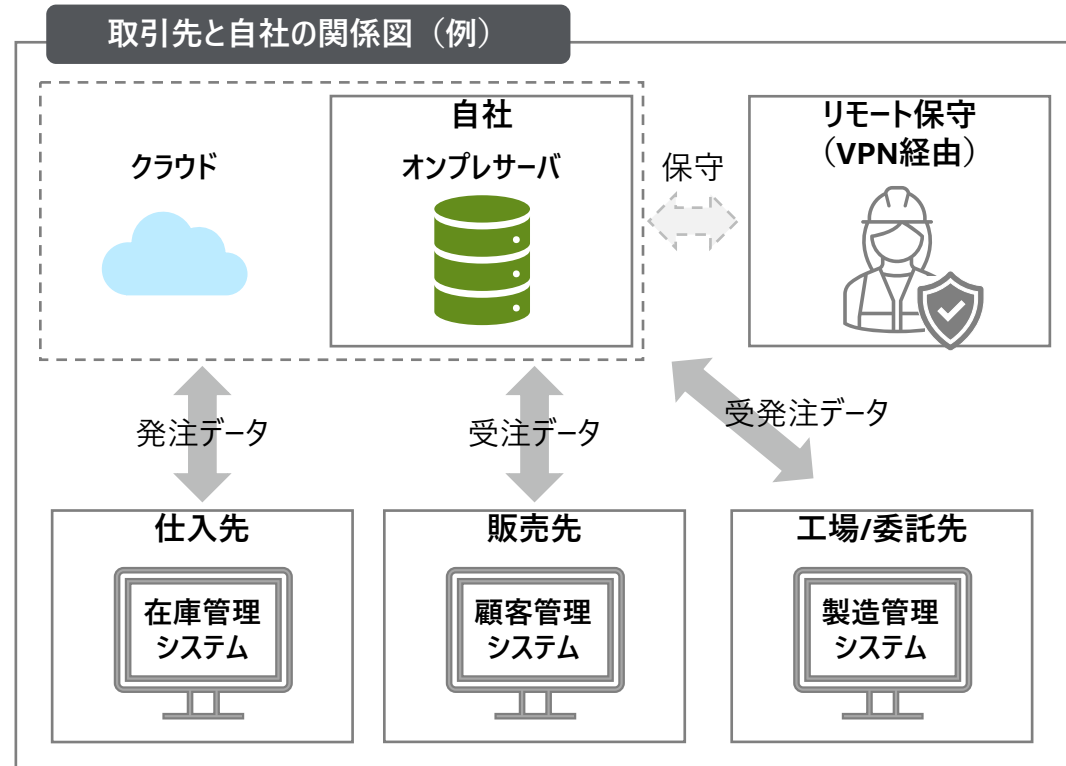 取引先と自社の関係図（例）
クラウド
自社
オンプレサーバ
保守
リモート保守
（VPN経由）
発注データ
受注データ
受発注データ
仕入先
在庫管理
システム
販売先
顧客管理
システム
工場/委託先
製造管理
システム